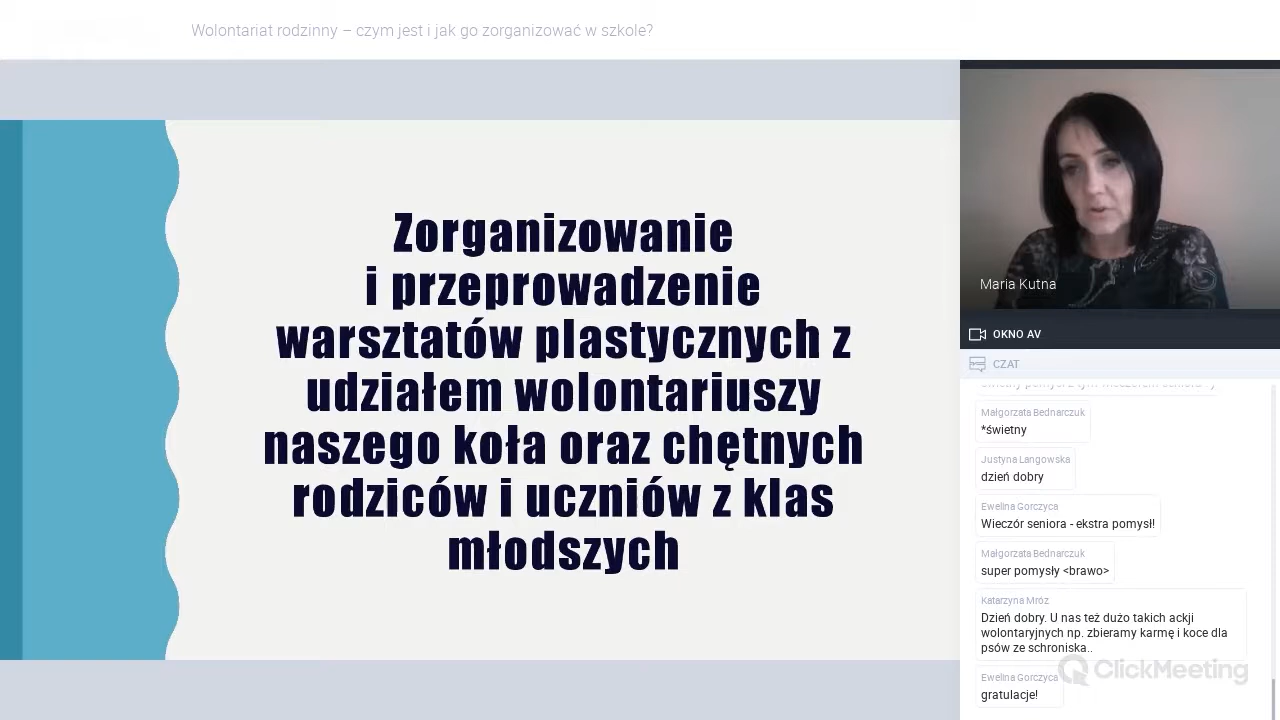 Wolontariat rodzinny – czym jest i jak go zorganizować w szkole?
Zorganizowanie
i przeprowadzenie
warsztatów plastycznych z
udziałem wolontariuszy
naszego koła oraz chętnych
rodziców i uczniów z klas
młodszych
Maria Kutna
OKNO AV
CZAT
Małgorzata Bednarczuk
*świetny
Justyna Langowska
dzień dobry
Ewelina Gorczyca
Wieczór seniora - ekstra pomysł!
Małgorzata Bednarczuk
super pomysły <brawo>
Katarzyna Mróz
Dzień dobry. U nas też dużo takich ackji
wolontaryjnych np. zbieramy karmę i koce dla
psów ze schroniska..
Ewelina Gorczyca
gratulacje!
ClickMeeting